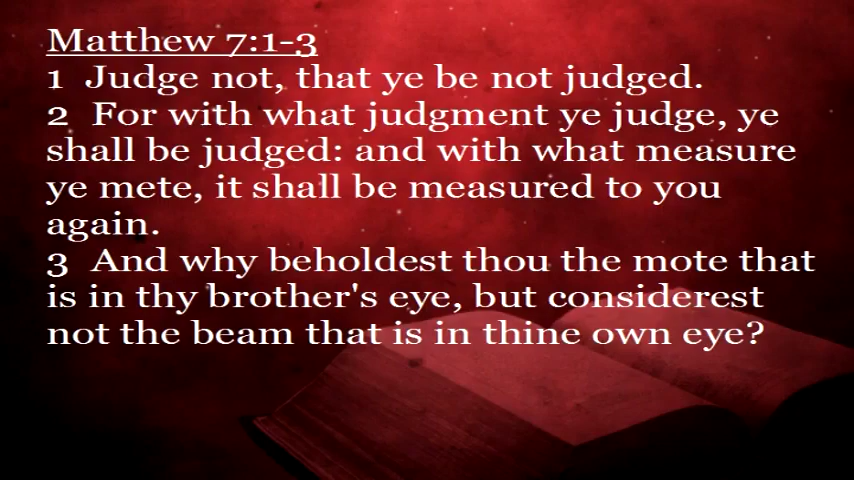 Matthew 7:1-3
1 Judge not, that ye be not judged.
2 For with what judgment ye judge, ye
shall be judged: and with what measure
ye mete, it shall be measured to you
again.
3 And why beholdest thou the mote that
is in thy brother's eye, but considerest
not the beam that is in thine own eye?